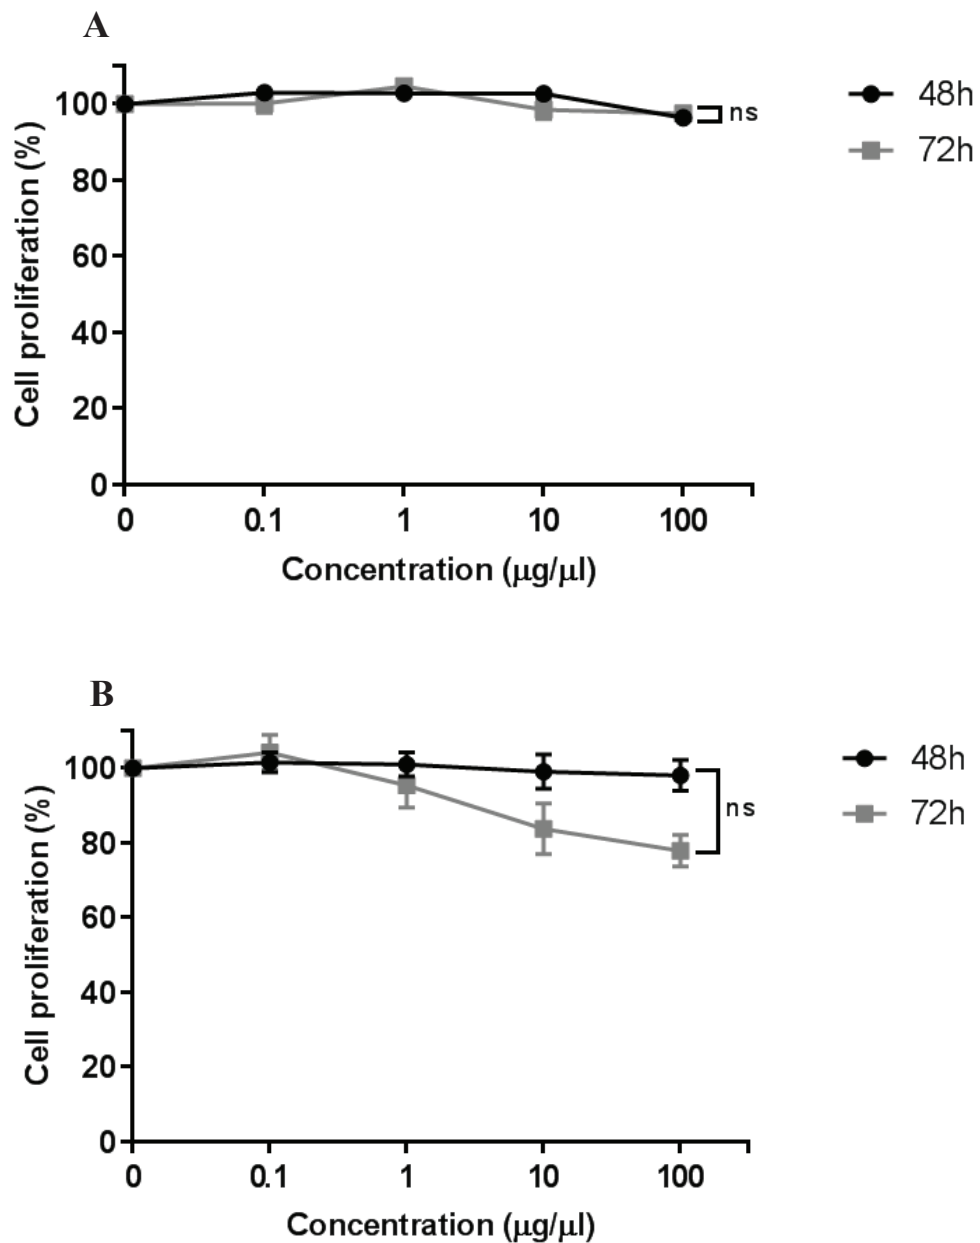 A
Cell proliferation (%)
100
80
60
40
20
0
0 0.1 1 10 100
Concentration (μg/μl)
ns
48h
72h
B
Cell proliferation (%)
100
80
60
40
20
0
0 0.1 1 10 100
Concentration (μg/μl)
ns
48h
72h